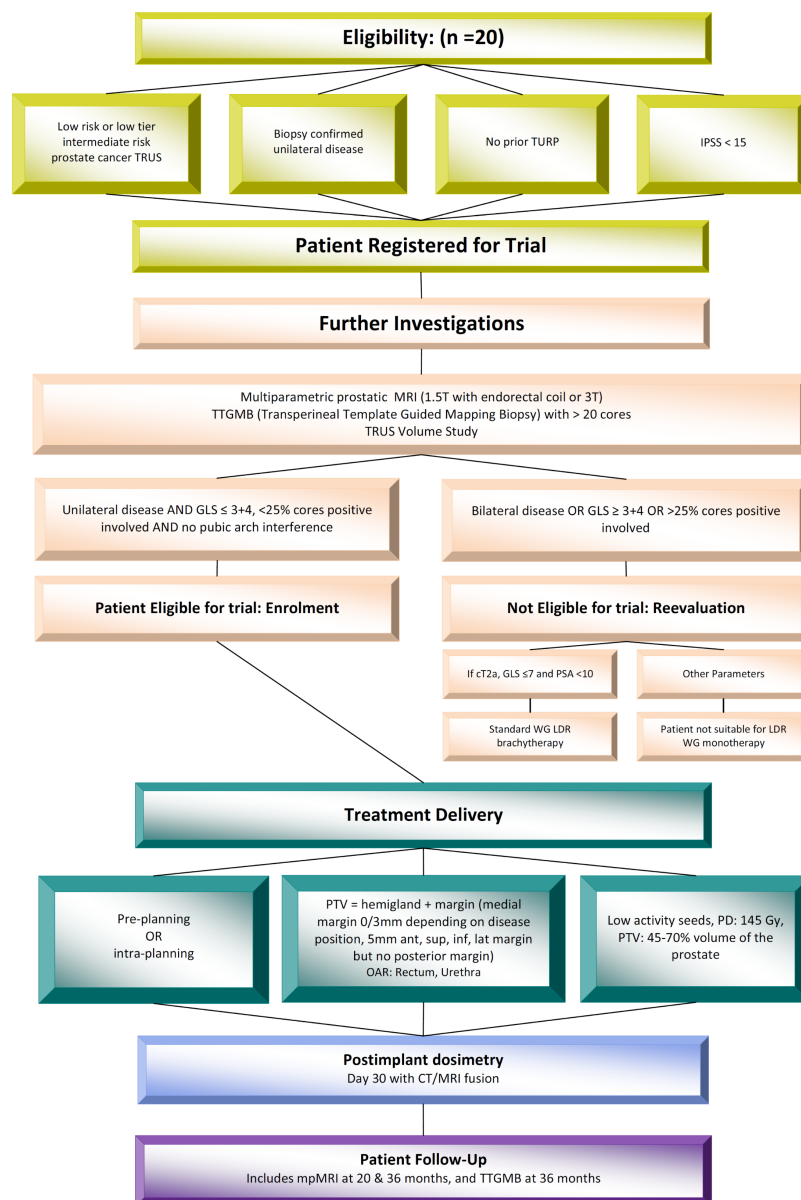 Eligibility: (n =20)
Low risk or low tier
intermediate risk
prostate cancer TRUS
Biopsy confirmed
unilateral disease
No prior TURP
IPSS < 15
Patient Registered for Trial
Further Investigations
Multiparametric prostatic MRI (1.5T with endorectal coil or 3T)
TTGMB (Transperineal Template Guided Mapping Biopsy) with > 20 cores
TRUS Volume Study
Unilateral disease AND GLS ≤ 3+4, <25% cores positive
involved AND no pubic arch interference
Bilateral disease OR GLS ≥ 3+4 OR >25% cores positive
involved
Patient Eligible for trial: Enrolment
Not Eligible for trial: Reevaluation
If cT2a, GLS ≤7 and PSA <10
Other Parameters
Standard WG LDR
brachytherapy
Patient not suitable for LDR
WG monotherapy
Treatment Delivery
Pre-planning
OR
intra-planning
PTV = hemigland + margin (medial
margin 0/3mm depending on disease
position, 5mm ant, sup, inf, lat margin
but no posterior margin)
OAR: Rectum, Urethra
Low activity seeds, PD: 145 Gy,
PTV: 45-70% volume of the
prostate
Postimplant dosimetry
Day 30 with CT/MRI fusion
Patient Follow-Up
Includes mpMRI at 20 & 36 months, and TTGMB at 36 months